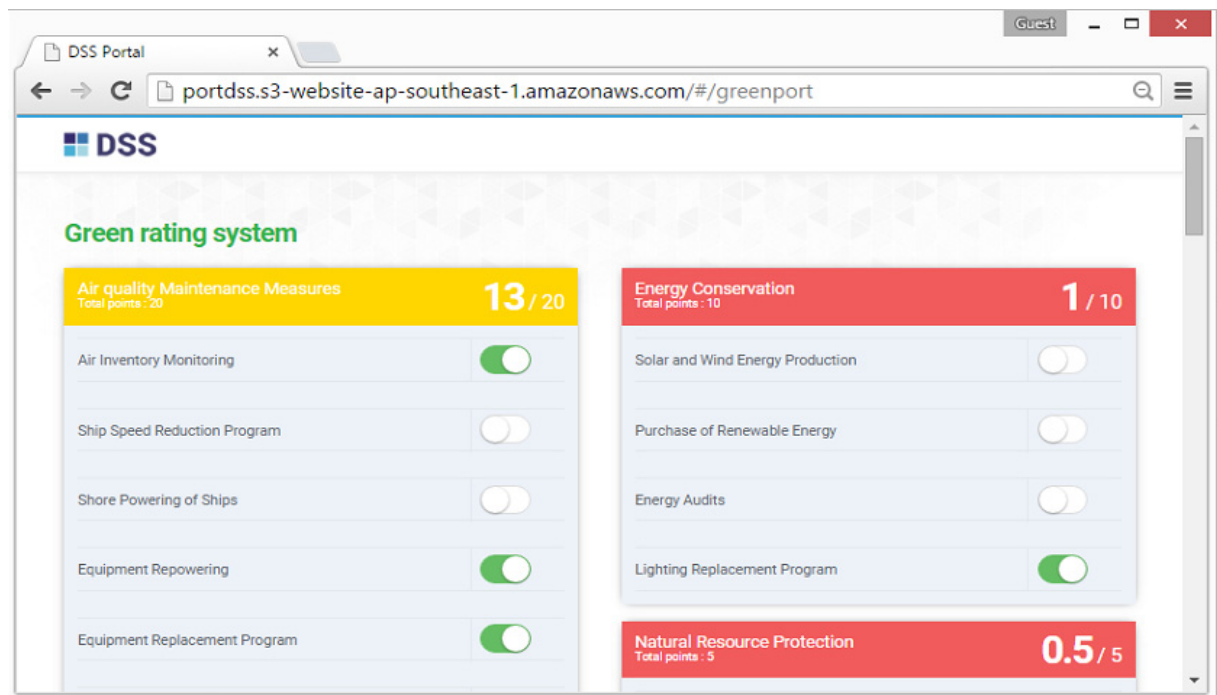 Guest
DSS Portal
portdss.s3-website-ap-southeast-1.amazonaws.com/#/greenport
DSS
Green rating system
Air quality Maintenance Measures
Total points : 20
13 / 20
Air Inventory Monitoring
Ship Speed Reduction Program
Shore Powering of Ships
Equipment Repowering
Equipment Replacement Program
Energy Conservation
Total points : 10
1 / 10
Solar and Wind Energy Production
Purchase of Renewable Energy
Energy Audits
Lighting Replacement Program
Natural Resource Protection
Total points : 5
0.5 / 5